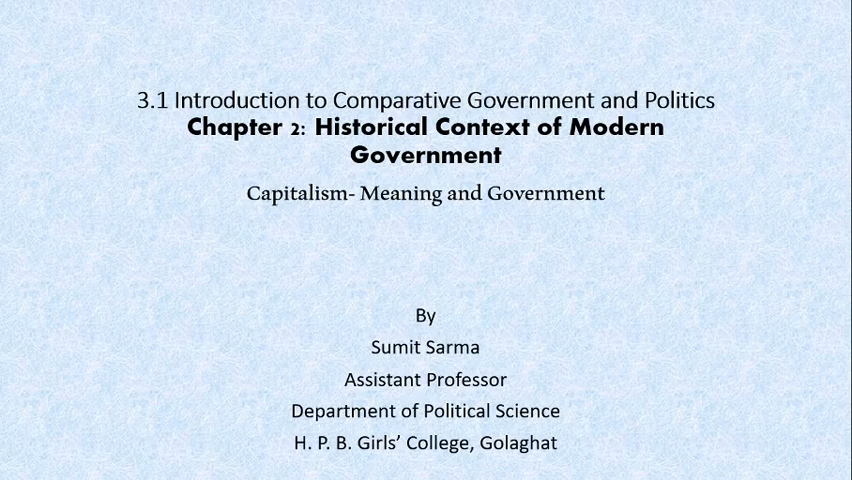 3.1 Introduction to Comparative Government and Politics
Chapter 2: Historical Context of Modern
Government
Capitalism- Meaning and Government
By
Sumit Sarma
Assistant Professor
Department of Political Science
H. P. B. Girls’ College, Golaghat